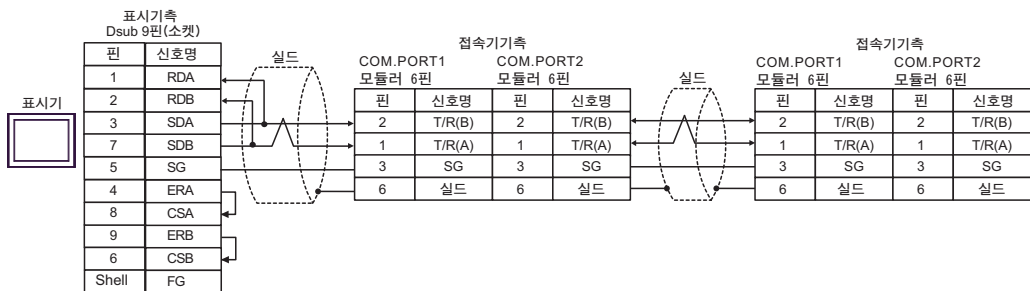 표시기측
Dsub 9핀(소켓)
핀 신호명
1 RDA
2 RDB
3 SDA
7 SDB
5 SG
4 ERA
8 CSA
9 ERB
6 CSB
Shell FG
표시기
실드
접속기기측
COM.PORT1 COM.PORT2
모듈러 6핀 모듈러 6핀
핀 신호명 핀 신호명
2 T/R(B) 2 T/R(B)
1 T/R(A) 1 T/R(A)
3 SG 3 SG
6 실드 6 실드
실드
접속기기측
COM.PORT1 COM.PORT2
모듈러 6핀 모듈러 6핀
핀 신호명 핀 신호명
2 T/R(B) 2 T/R(B)
1 T/R(A) 1 T/R(A)
3 SG 3 SG
6 실드 6 실드